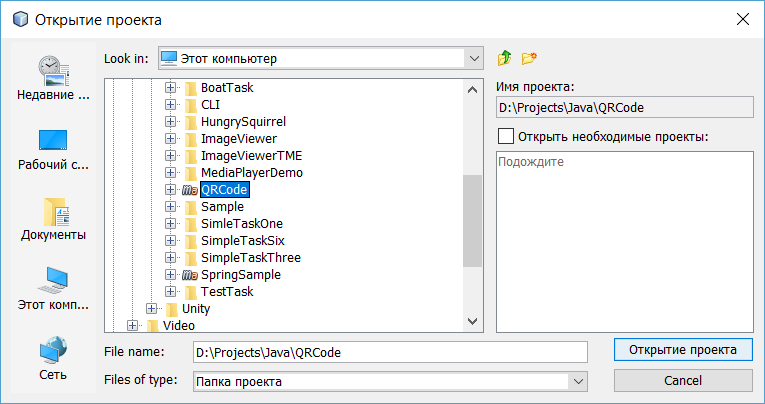 Открытие проекта
Look in:
Этот компьютер
Недавние ...
Рабочий с...
Документы
Этот комп...
Сеть
BoatTask
CLI
HungrySquirrel
ImageViewer
ImageViewerTME
MediaPlayerDemo
Ma QRCode
Sample
SimleTaskOne
SimpleTaskSix
SimpleTaskThree
Ma SpringSample
TestTask
Unity
Video
Имя проекта:
D:\Projects\Java\QRCode
Открыть необходимые проекты:
Подождите
File name:
D:\Projects\Java\QRCode
Открытие проекта
Files of type:
Папка проекта
Cancel